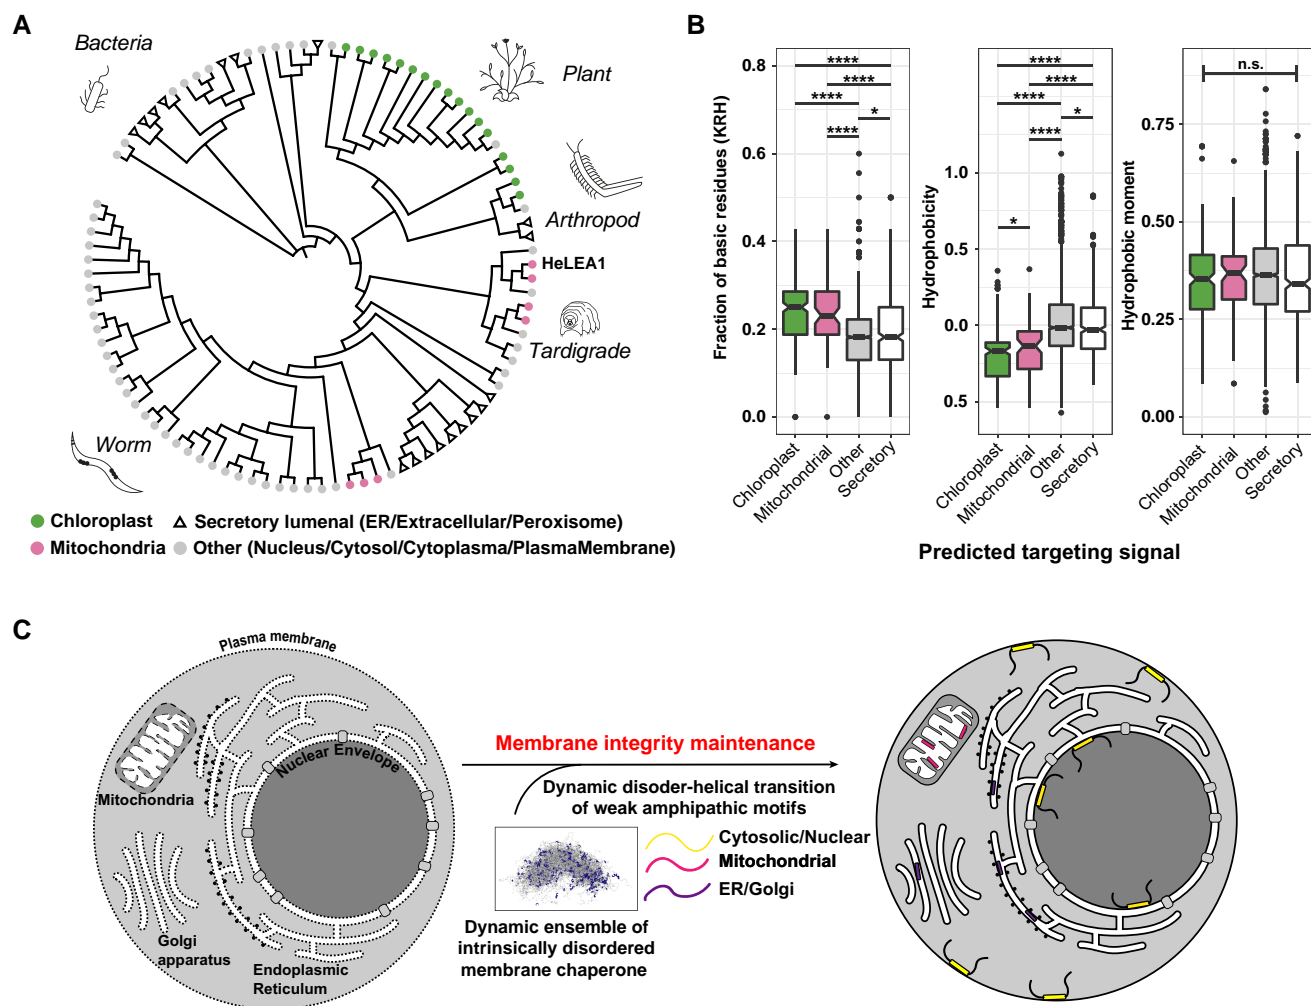 A
Bacteria
Plant
Arthropod
HeLEA1
Tardigrade
Worm
Chloroplast
Secretory lumenal (ER/Extracellular/Peroxisome)
Mitochondria
Other (Nucleus/Cytosol/Cytoplasma/PlasmaMembrane)
B
Fraction of basic residues (KRH)
0.8
0.6
0.4
0.2
0.0
****
****
****
*
****
Chloroplast
Mitochondrial
Other
Secretory
Hydrophobicity
1.0
0.5
0.0
0.5
****
****
****
*
****
*
Chloroplast
Mitochondrial
Other
Secretory
Hydrophobic moment
0.75
0.50
0.25
0.00
n.s.
Chloroplast
Mitochondrial
Other
Secretory
Predicted targeting signal
C
Plasma membrane
Nuclear Envelope
Mitochondria
Golgi
apparatus
Endoplasmic
Reticulum
Membrane integrity maintenance
Dynamic disoder-helical transition
of weak amphipathic motifs
Cytosolic/Nuclear
Mitochondrial
ER/Golgi
Dynamic ensemble of
intrinsically disordered
membrane chaperone